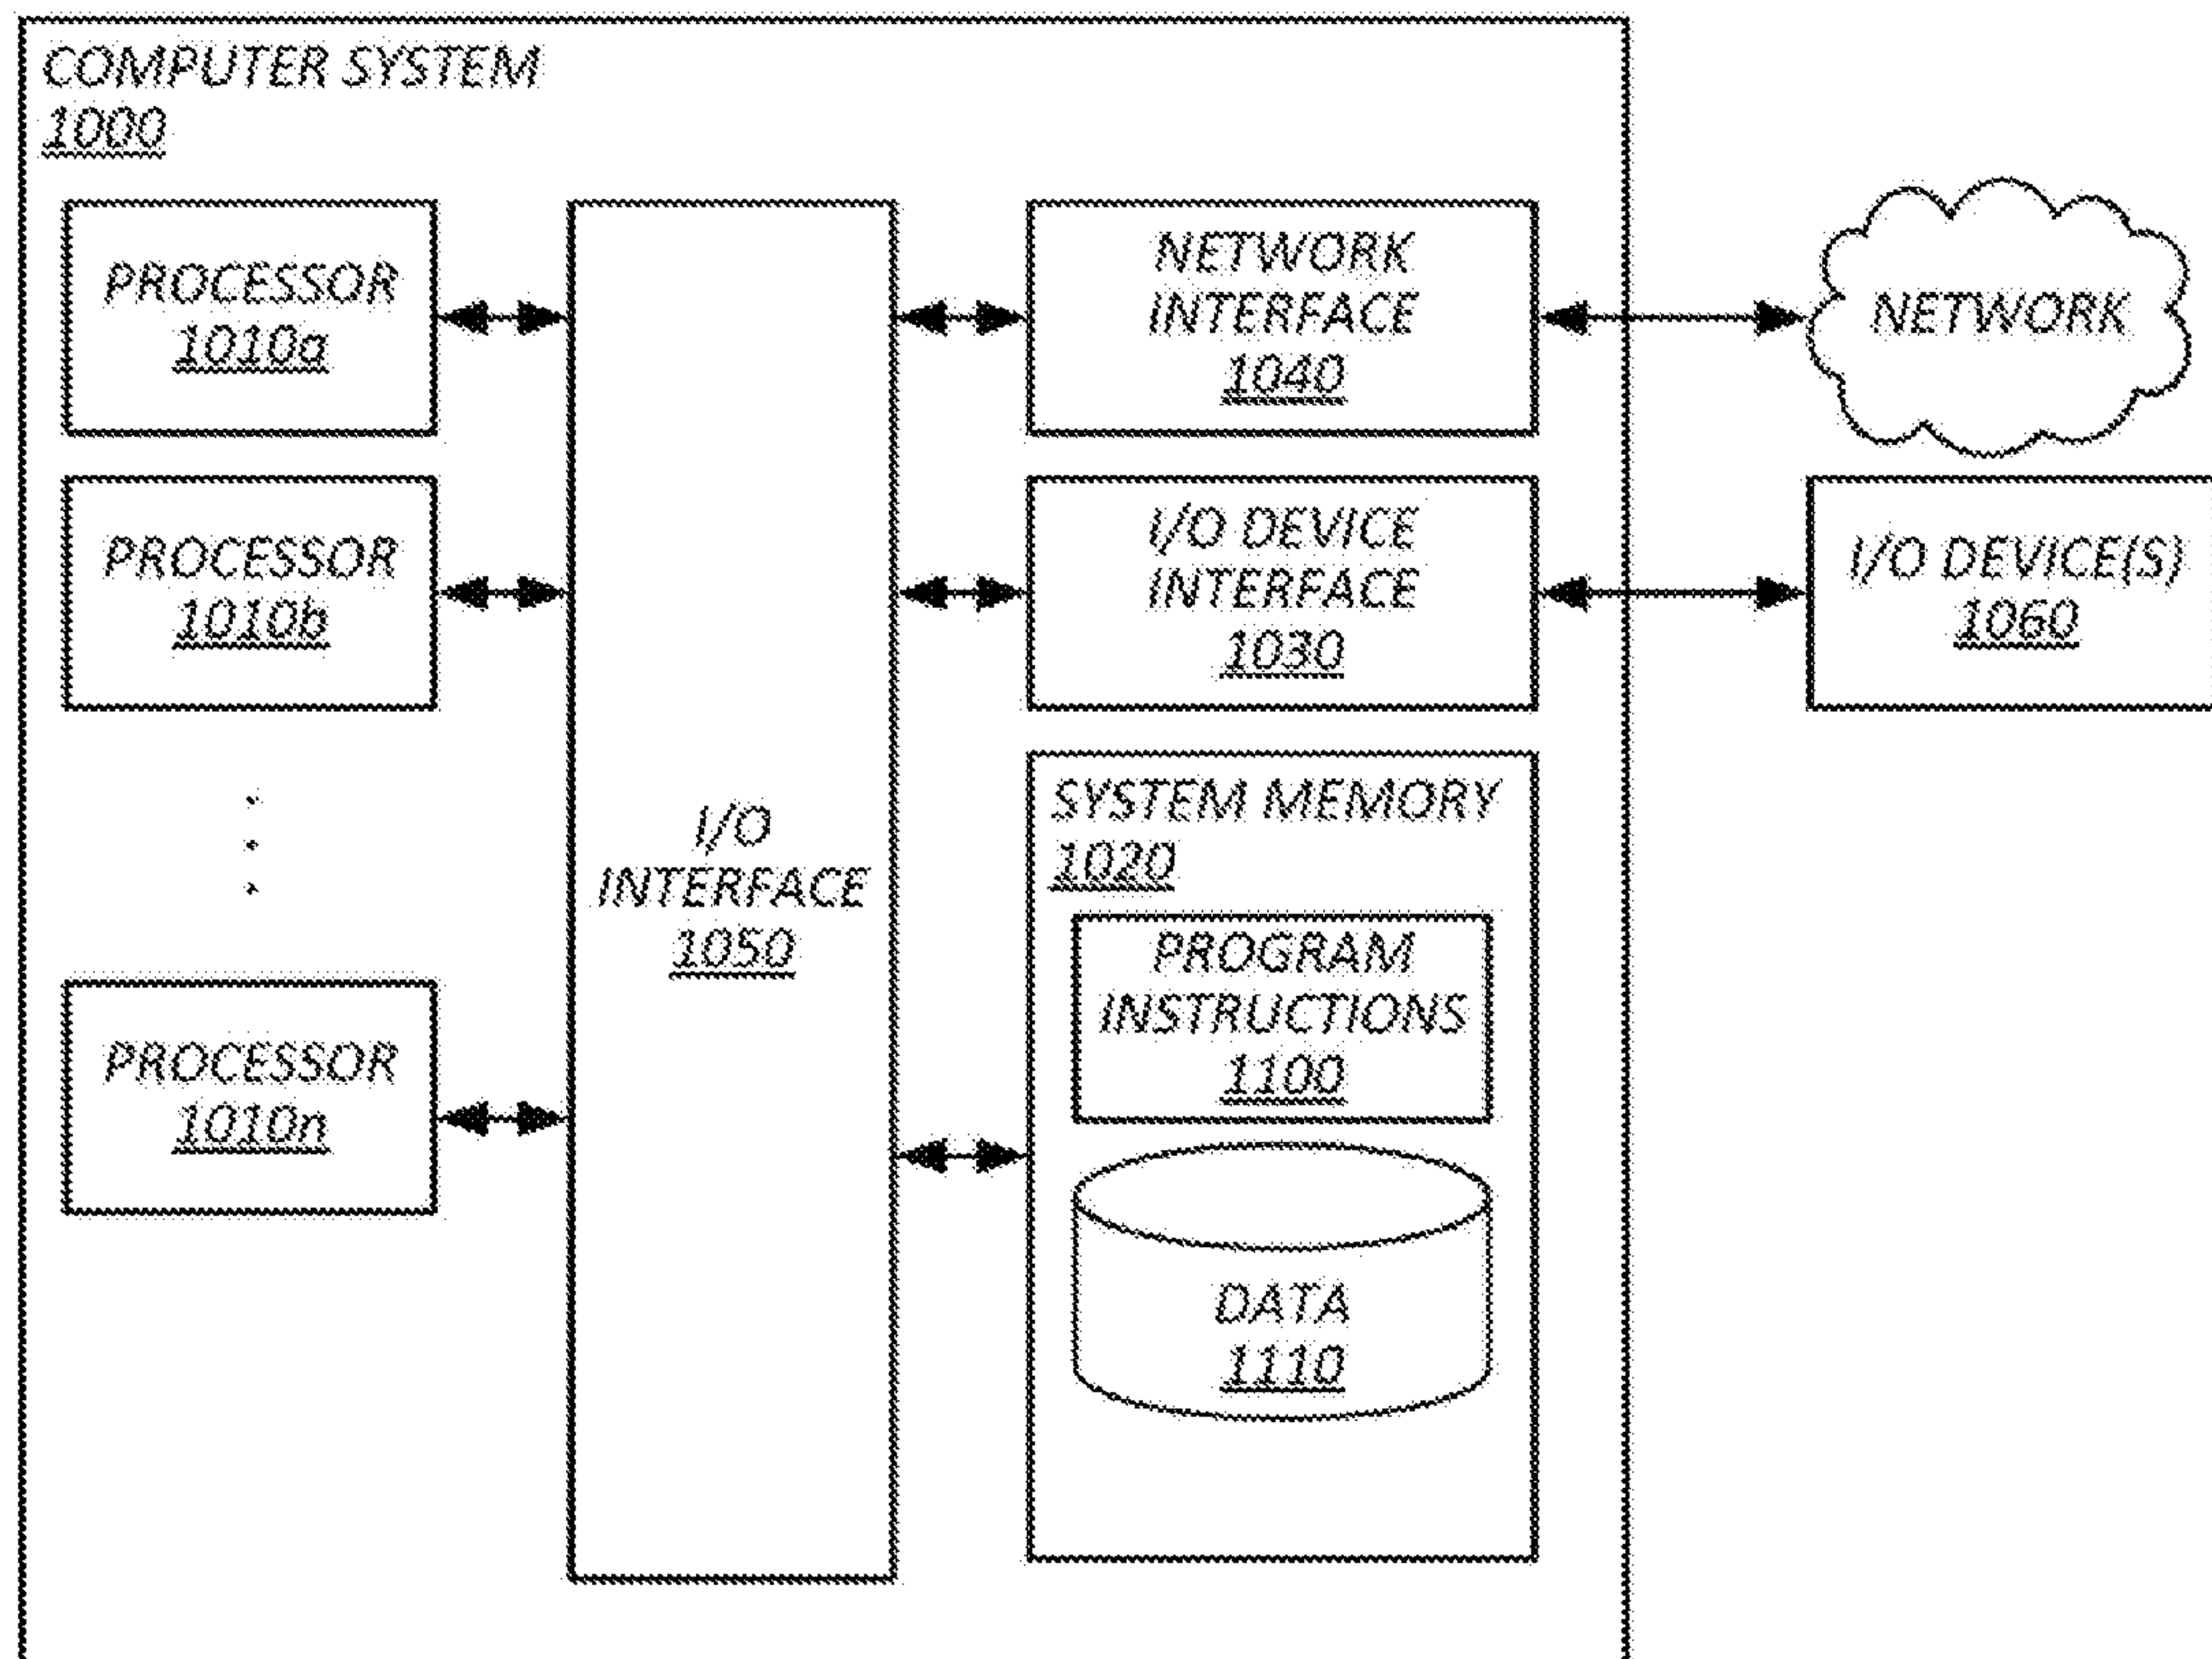 COMPUTER SYSTEM
1000
PROCESSOR
1010a
PROCESSOR
1010b
PROCESSOR
1010n
I/O
INTERFACE
1050
NETWORK
INTERFACE
1040
I/O DEVICE
INTERFACE
1030
SYSTEM MEMORY
1020
PROGRAM
INSTRUCTIONS
1100
DATA
1110
NETWORK
I/O DEVICE(S)
1060